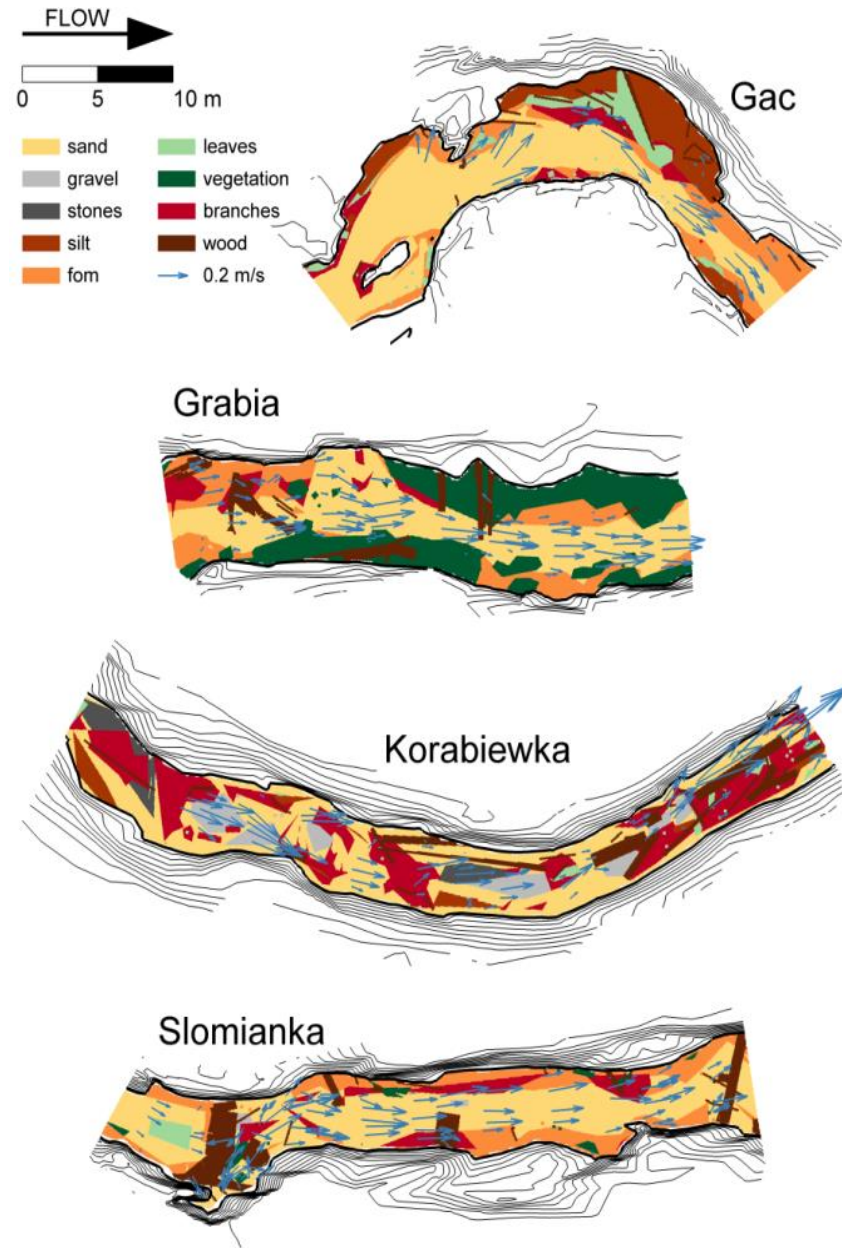 FLOW
0 5 10 m
Gac
sand leaves
gravel vegetation
stones branches
silt wood
fom 0.2 m/s
Grabia
Korabiewka
Slomianka